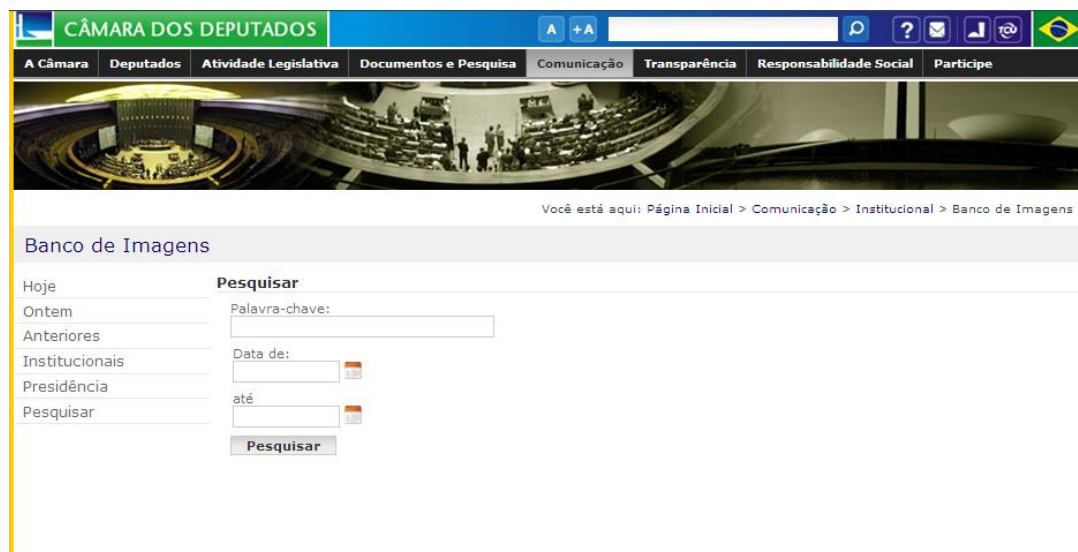 CÂMARA DOS DEPUTADOS
A +A ?
A Câmara Deputados Atividade Legislativa Documentos e Pesquisa Comunicação Transparência Responsabilidade Social Participe
Você está aqui: Página Inicial > Comunicação > Institucional > Banco de Imagens
Banco de Imagens
Hoje
Ontem
Anteriores
Institucionais
Presidência
Pesquisar
Pesquisar
Palavra-chave:
Data de:
até
Pesquisar